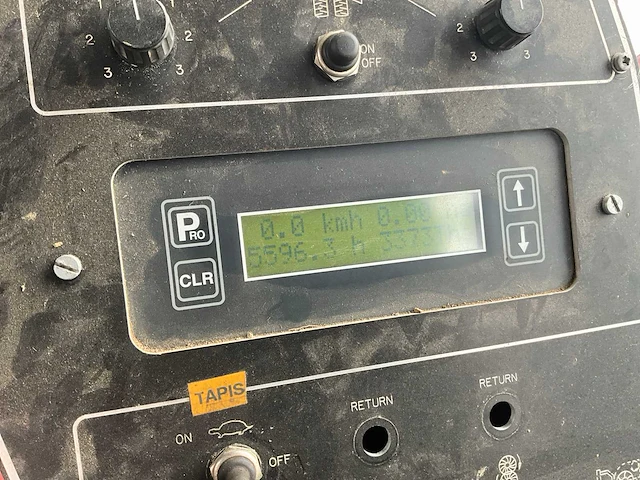 2 2
3 3
ON
OFF
2
3 3
0.0 kmh 0.00
5596.3 h
PRO
CLR
TAPIS
RETURN
RETURN
ON
OFF